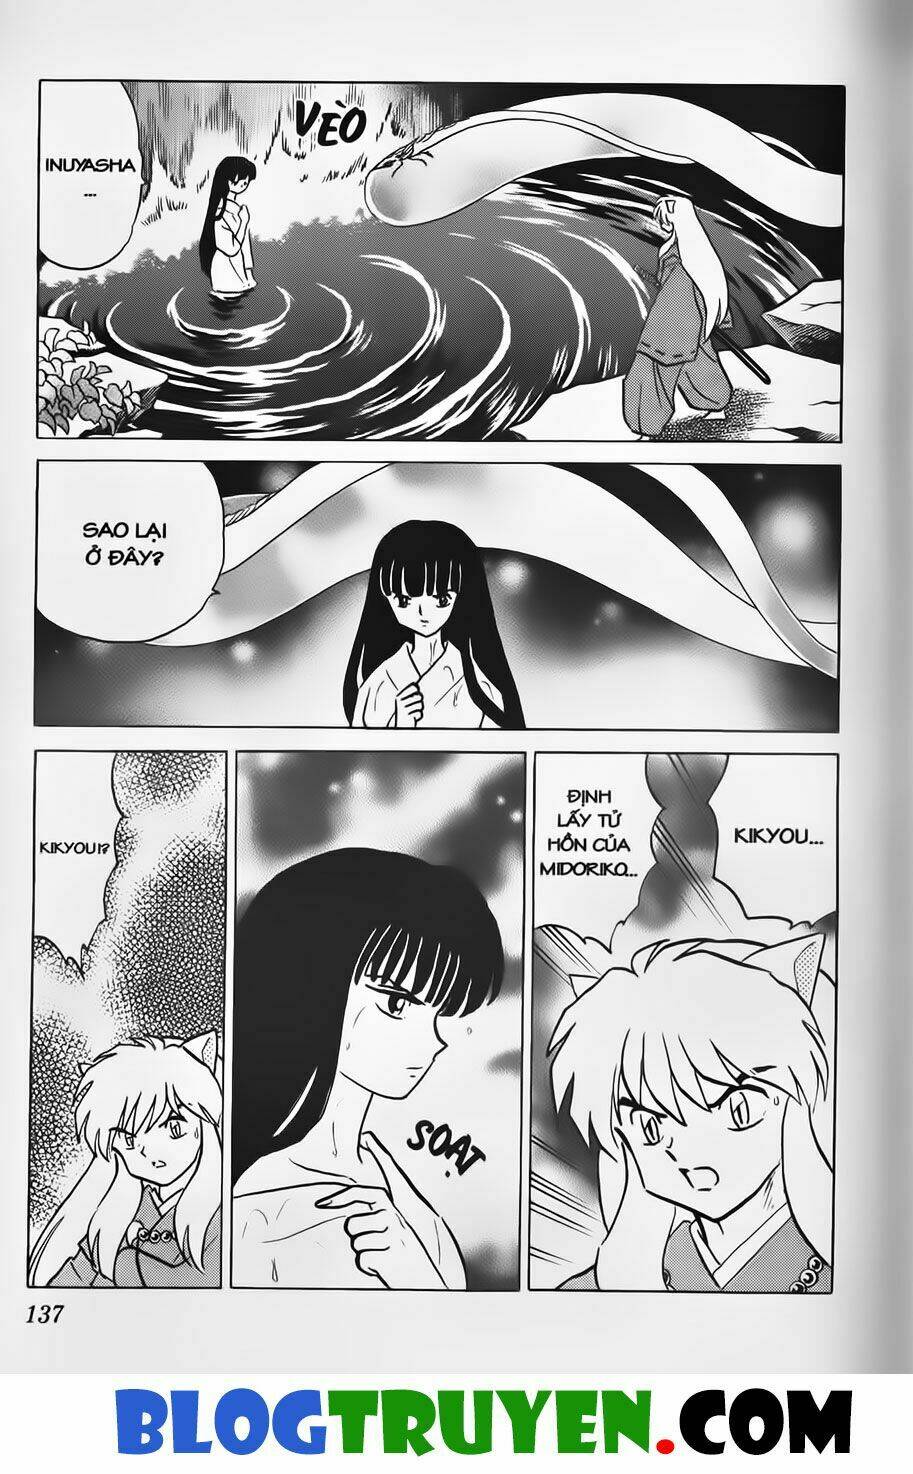 INUYASHA
...
VÈO
SAO LẠI
Ở ĐÂY?
KIKYOU...
ĐỊNH
LẤY TỬ
HỒN CỦA
MIDORIKO...
SOẠT
KIKYOU!?
137
BLOGTRUYEN.COM